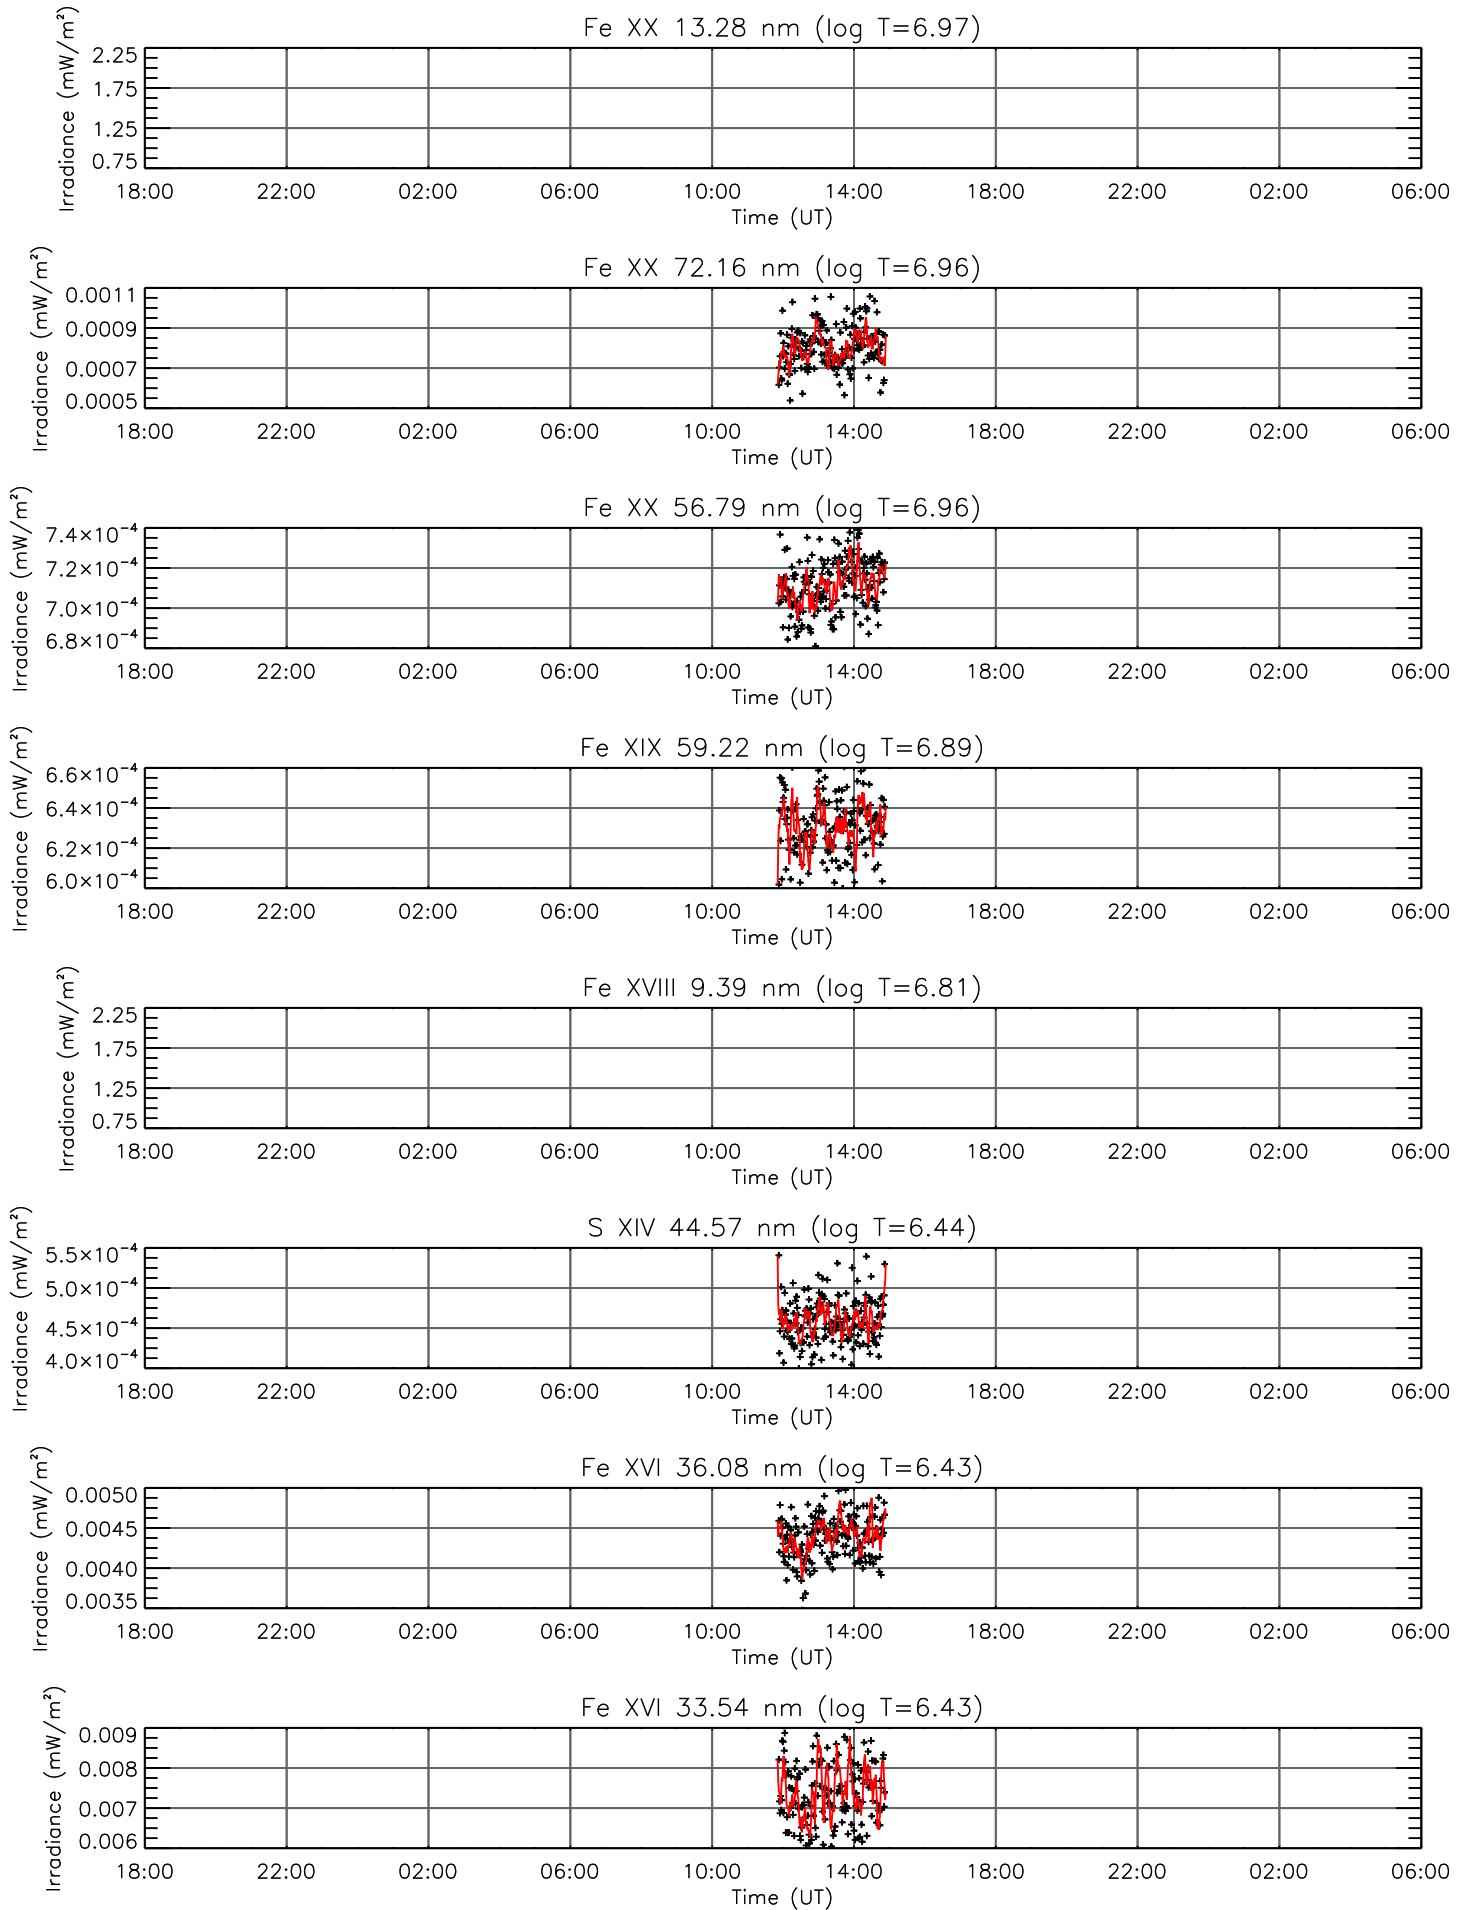 Fe XX 13.28 nm (log T=6.97)
Irradiance (mW/m²)
2.25
1.75
1.25
0.75
18:00 22:00 02:00 06:00 10:00 14:00 18:00 22:00 02:00 06:00
Time (UT)
Fe XX 72.16 nm (log T=6.96)
Irradiance (mW/m²)
0.0011
0.0009
0.0007
0.0005
18:00 22:00 02:00 06:00 10:00 14:00 18:00 22:00 02:00 06:00
Time (UT)
Fe XX 56.79 nm (log T=6.96)
Irradiance (mW/m²)
7.4×10⁻⁴
7.2×10⁻⁴
7.0×10⁻⁴
6.8×10⁻⁴
18:00 22:00 02:00 06:00 10:00 14:00 18:00 22:00 02:00 06:00
Time (UT)
Fe XIX 59.22 nm (log T=6.89)
Irradiance (mW/m²)
6.6×10⁻⁴
6.4×10⁻⁴
6.2×10⁻⁴
6.0×10⁻⁴
18:00 22:00 02:00 06:00 10:00 14:00 18:00 22:00 02:00 06:00
Time (UT)
Fe XVIII 9.39 nm (log T=6.81)
Irradiance (mW/m²)
2.25
1.75
1.25
0.75
18:00 22:00 02:00 06:00 10:00 14:00 18:00 22:00 02:00 06:00
Time (UT)
S XIV 44.57 nm (log T=6.44)
Irradiance (mW/m²)
5.5×10⁻⁴
5.0×10⁻⁴
4.5×10⁻⁴
4.0×10⁻⁴
18:00 22:00 02:00 06:00 10:00 14:00 18:00 22:00 02:00 06:00
Time (UT)
Fe XVI 36.08 nm (log T=6.43)
Irradiance (mW/m²)
0.0050
0.0045
0.0040
0.0035
18:00 22:00 02:00 06:00 10:00 14:00 18:00 22:00 02:00 06:00
Time (UT)
Fe XVI 33.54 nm (log T=6.43)
Irradiance (mW/m²)
0.009
0.008
0.007
0.006
18:00 22:00 02:00 06:00 10:00 14:00 18:00 22:00 02:00 06:00
Time (UT)